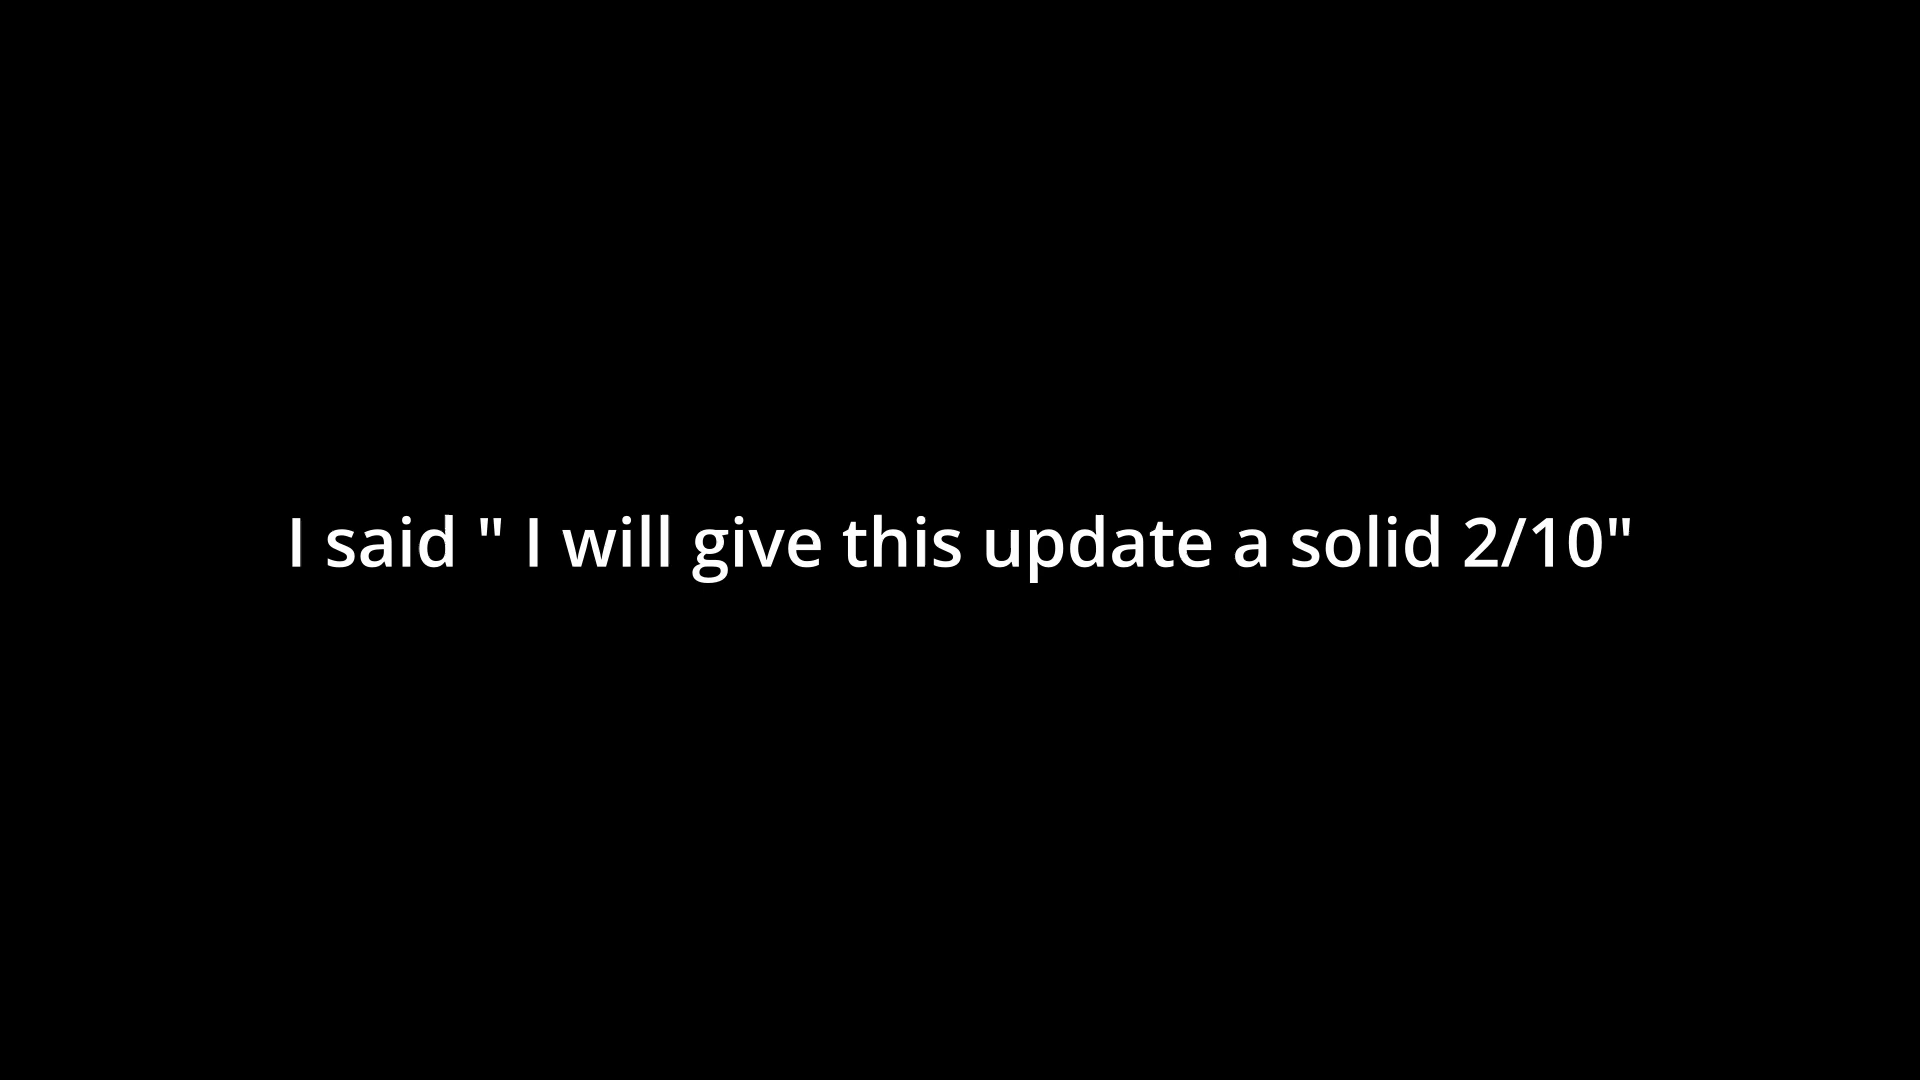 I said " I will give this update a solid 2/10"